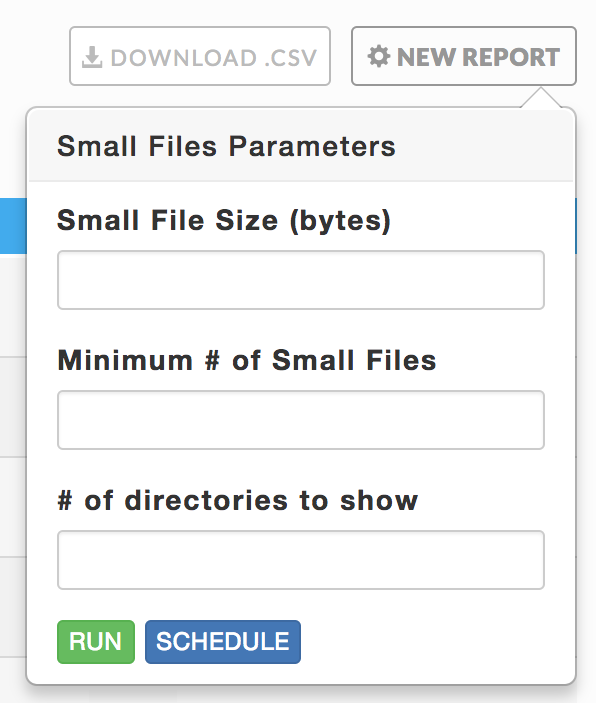 DOWNLOAD .CSV
NEW REPORT
Small Files Parameters
Small File Size (bytes)
Minimum # of Small Files
# of directories to show
RUN
SCHEDULE